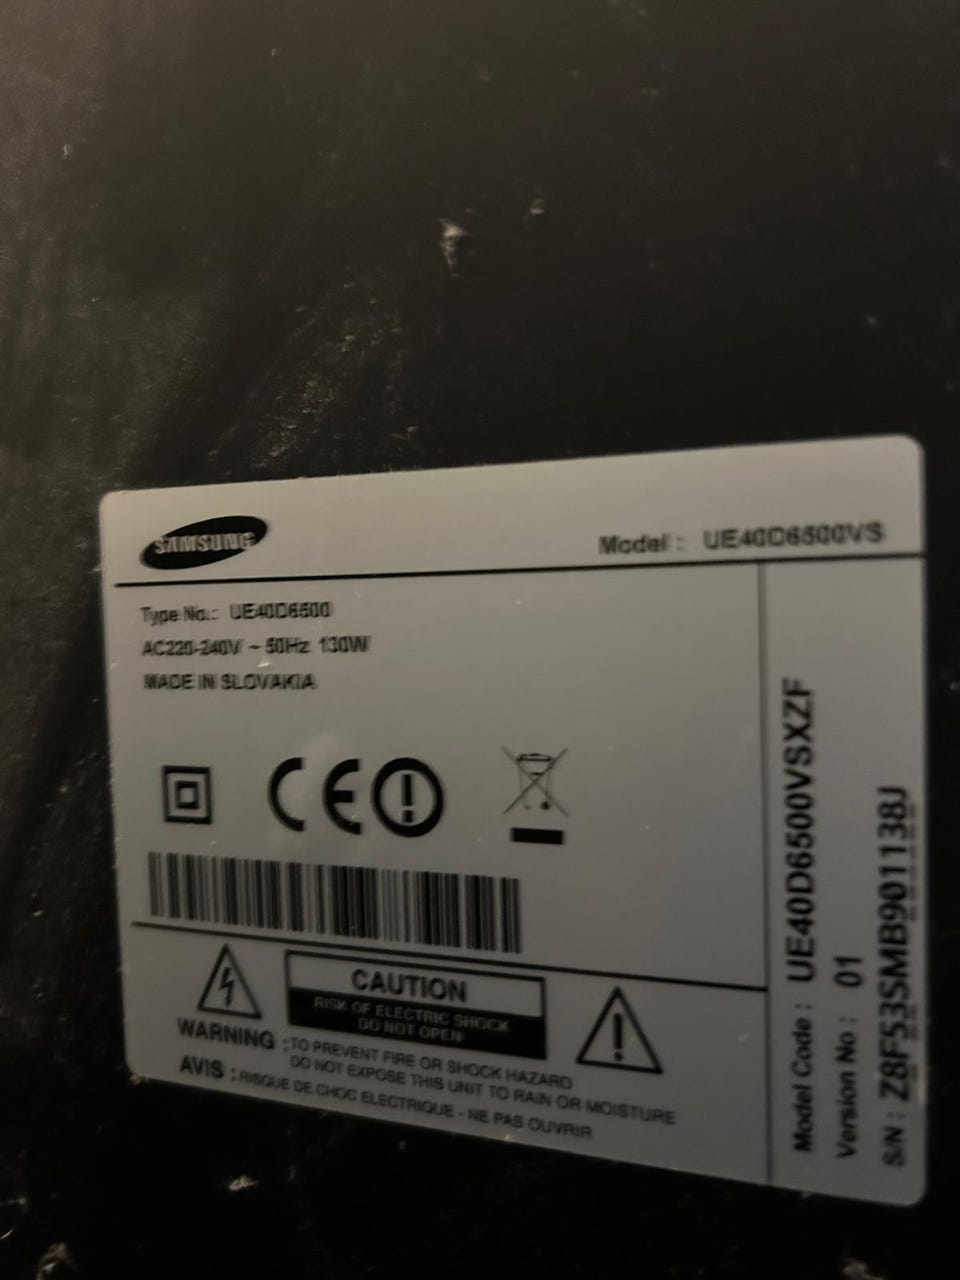 SAMSUNG
Model : UE40D6500VS
Type No.: UE40D6500
AC220-240V ~ 50Hz 130W
MADE IN SLOVAKIA
CE
CAUTION
RISK OF ELECTRIC SHOCK
DO NOT OPEN
WARNING : TO PREVENT FIRE OR SHOCK HAZARD
DO NOT EXPOSE THIS UNIT TO RAIN OR MOISTURE
AVIS : RISQUE DE CHOC ELECTRIQUE - NE PAS OUVRIR
Model Code : UE40D6500VSXZF
Version No : 01
S/N : Z8F53SMB901138J